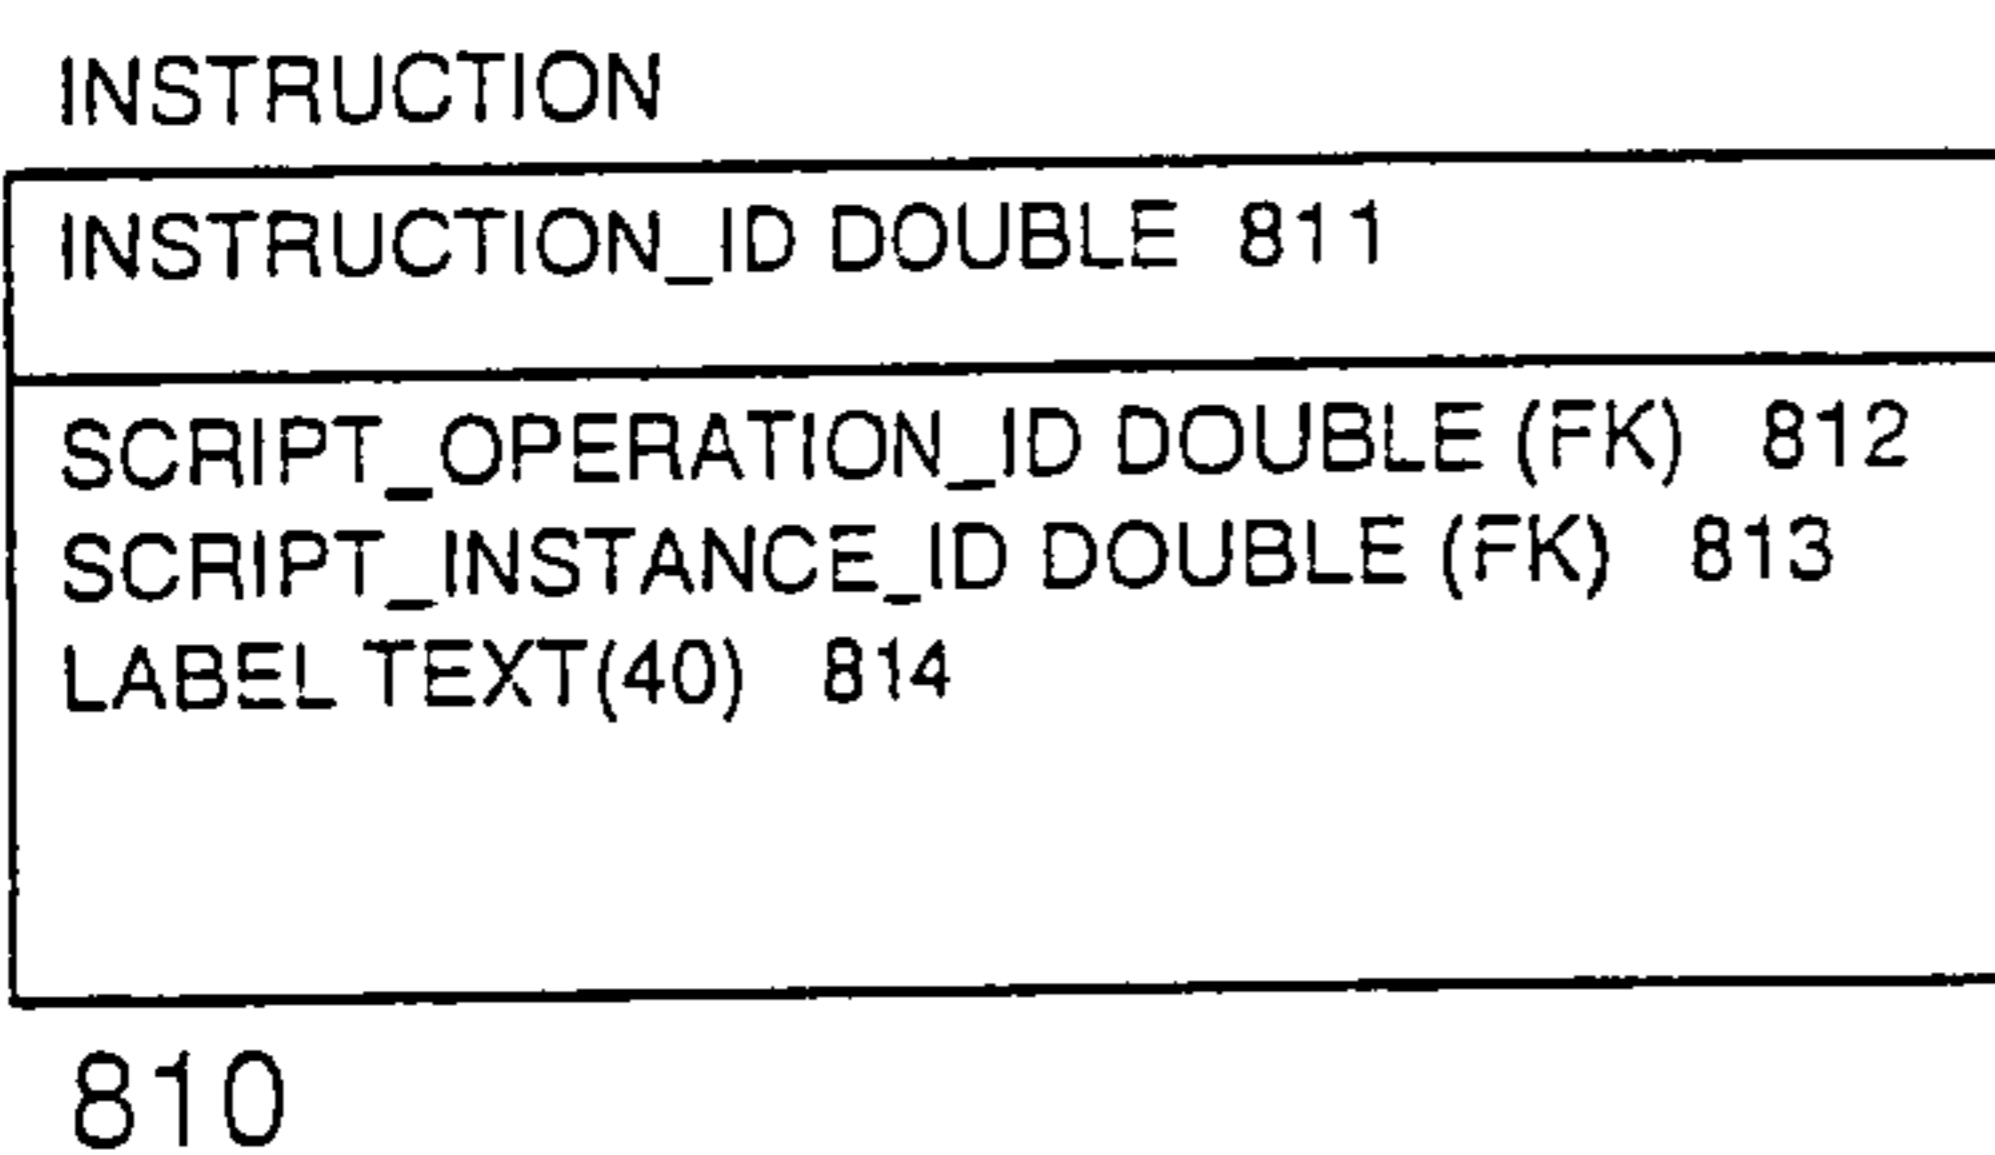 INSTRUCTION
INSTRUCTION_ID DOUBLE 811
SCRIPT_OPERATION_ID DOUBLE (FK) 812
SCRIPT_INSTANCE_ID DOUBLE (FK) 813
LABEL TEXT(40) 814
810